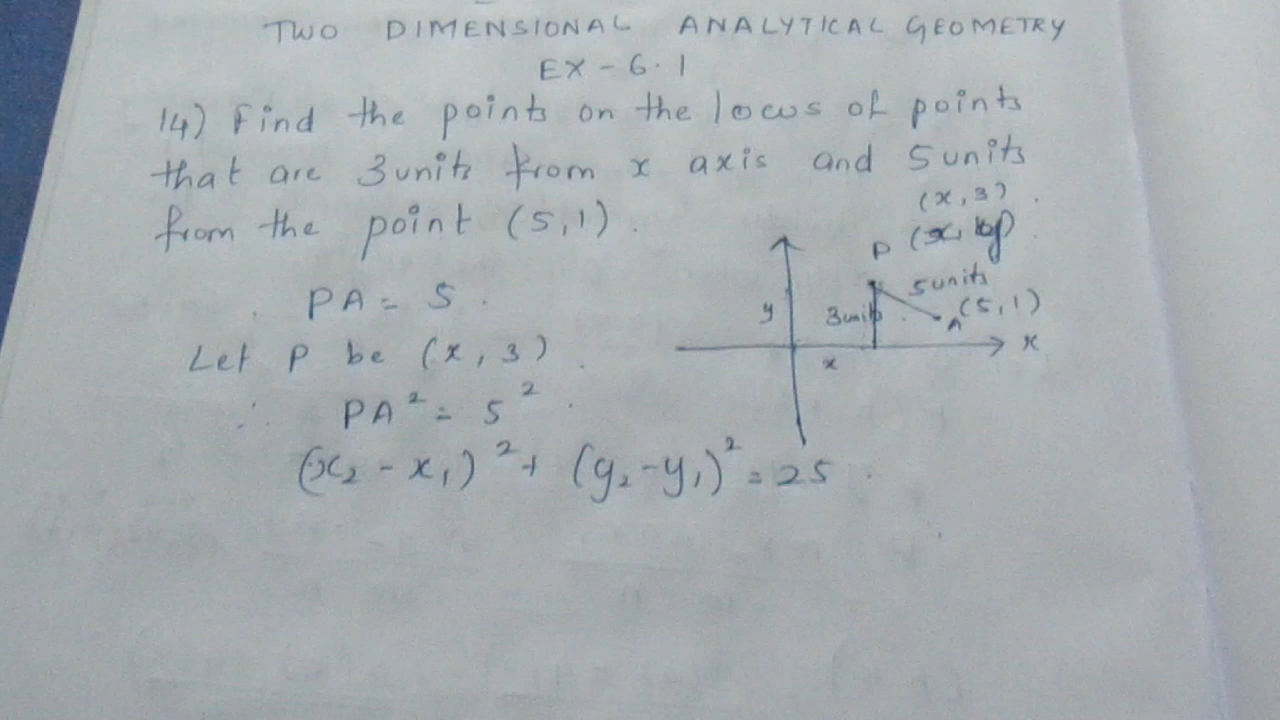 TWO DIMENSIONAL ANALYTICAL GEOMETRY
EX - 6.1
14) Find the points on the locus of points
that are 3 units from x axis and 5 units
from the point (5,1).
(x, 3).
P
5 units
y
3 units
A (5,1)
x
x
PA = 5.
Let P be (x, 3).
∴ PA² = 5².
(x₂ - x₁)² + (y₂ - y₁)² = 25.